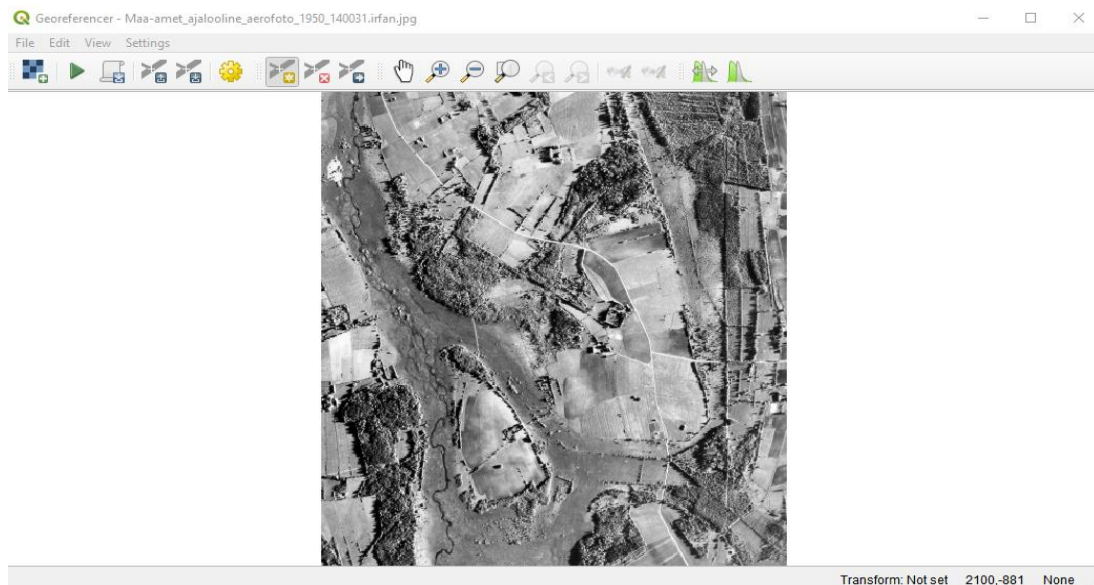 Georeferencer - Maa-amet_ajalooline_aerofoto_1950_140031.irfan.jpg
File Edit View Settings
Transform: Not set 2100,-881 None